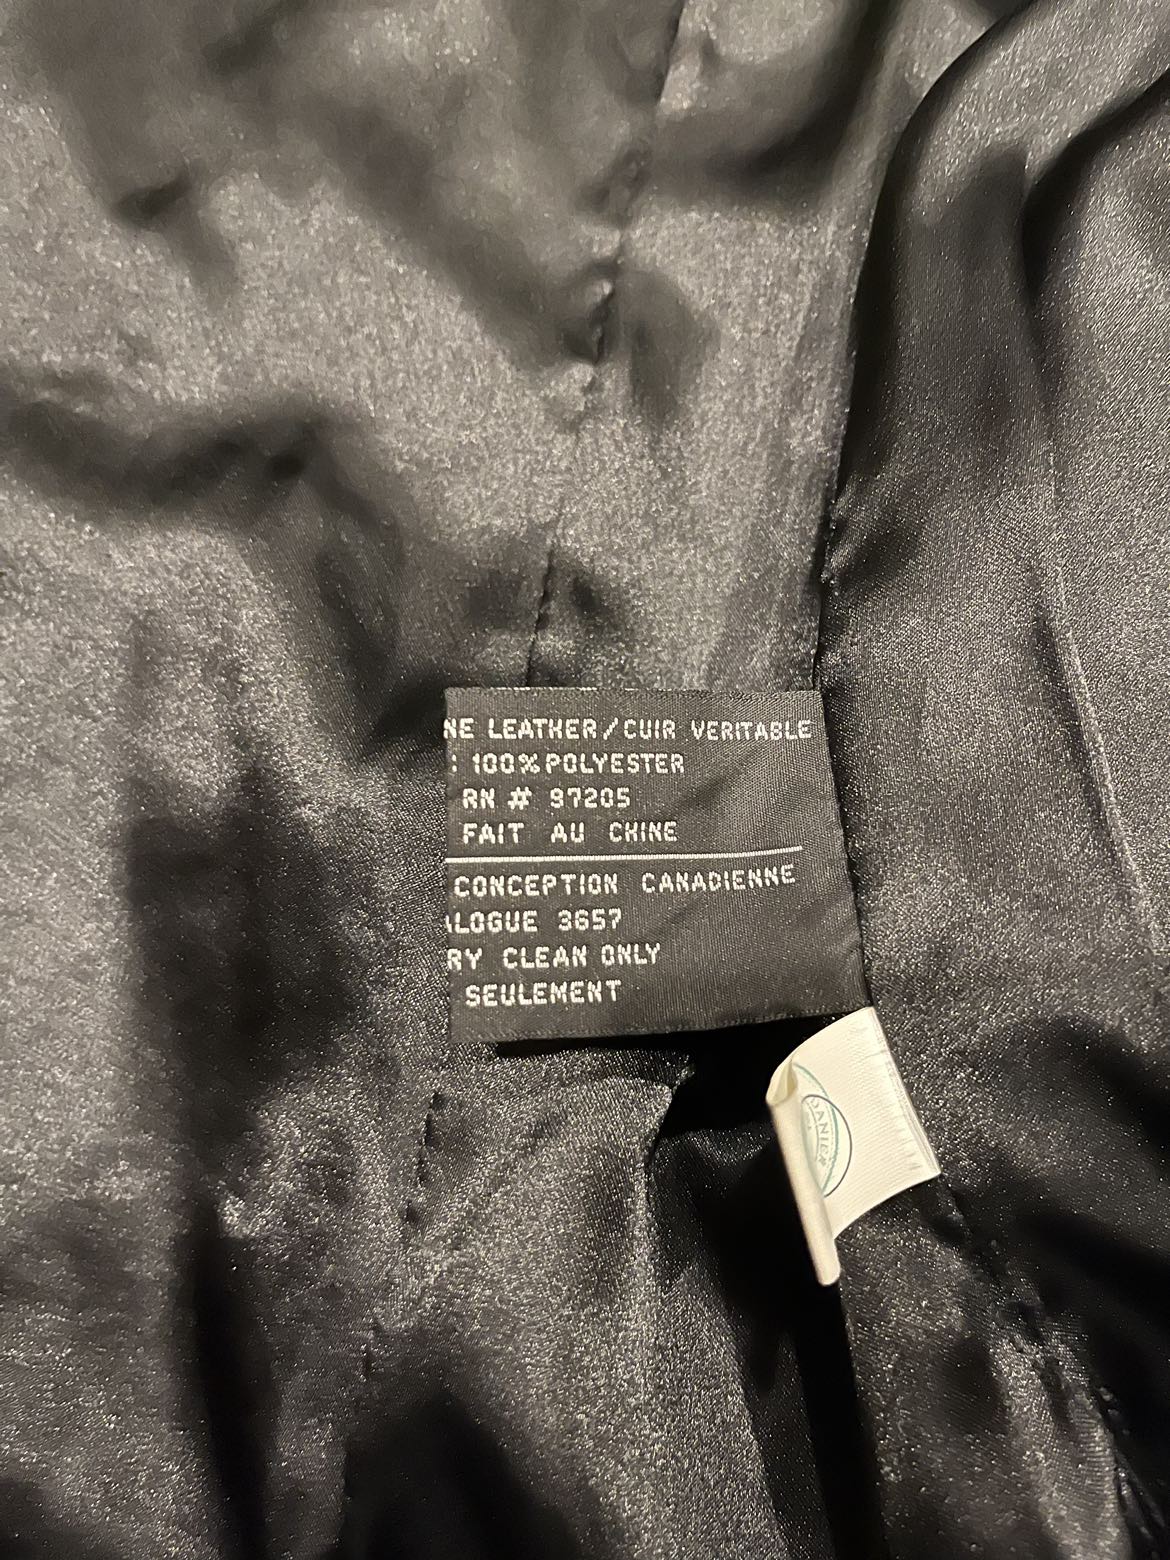 NE LEATHER/CUIR VERITABLE
: 100% POLYESTER
RN # 97205
FAIT AU CHINE
CONCEPTION CANADIENNE
ALOGUE 3657
RY CLEAN ONLY
SEULEMENT